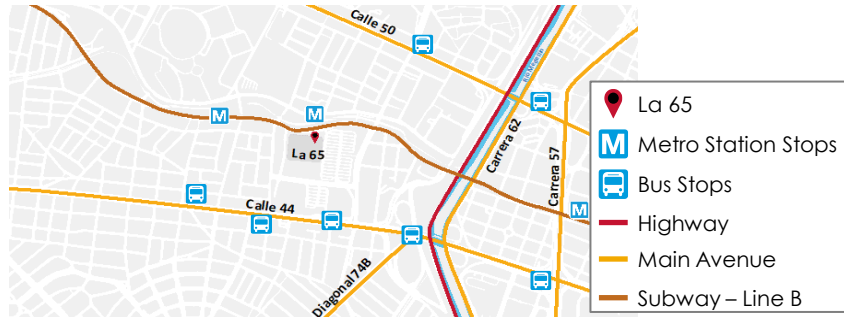 Calle 50
Carrera 62
Carrera 57
M
M
La 65
M
Calle 44
Diagonal 74B
La 65
M Metro Station Stops
Bus Stops
Highway
Main Avenue
Subway – Line B